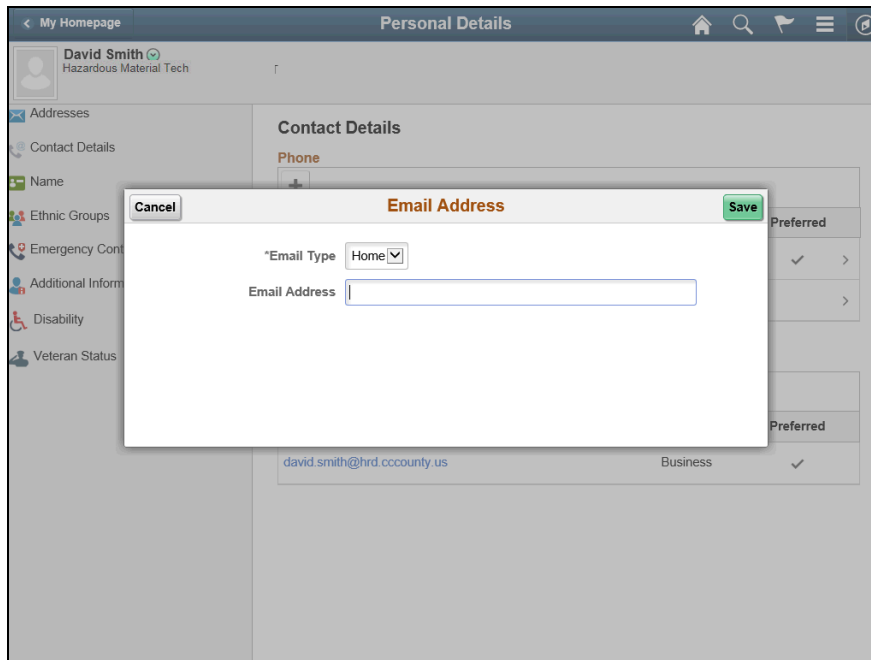 My Homepage
Personal Details
David Smith
Hazardous Material Tech
Addresses
Contact Details
Name
Ethnic Groups
Emergency Cont
Additional Inform
Disability
Veteran Status
Contact Details
Phone
Preferred
Cancel
Email Address
Save
*Email Type Home
Email Address
Preferred
david.smith@hrd.cccounty.us Business